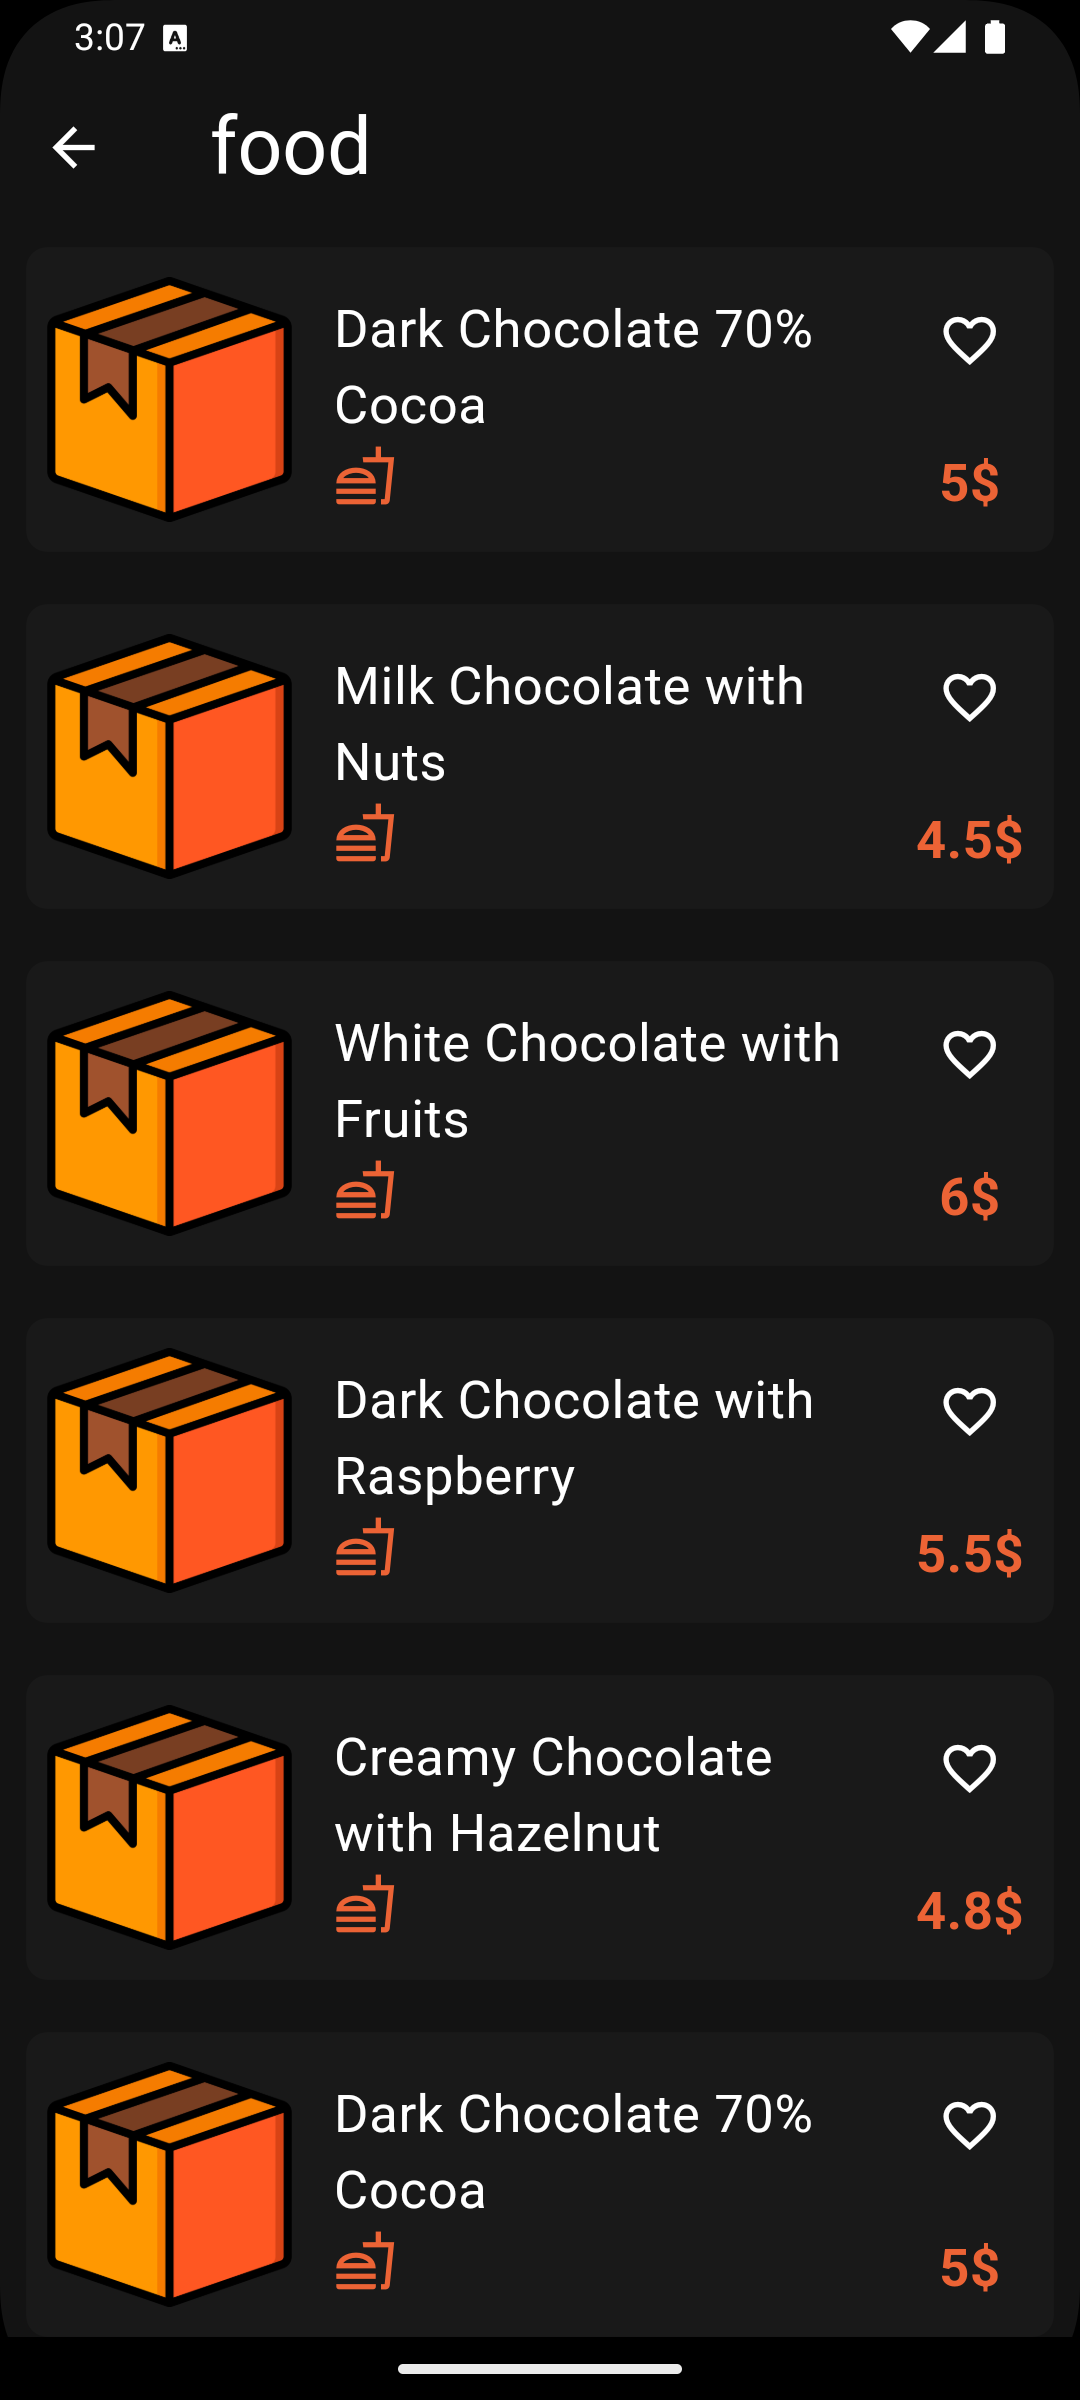 3:07
food
Dark Chocolate 70%
Cocoa
5$
Milk Chocolate with
Nuts
4.5$
White Chocolate with
Fruits
6$
Dark Chocolate with
Raspberry
5.5$
Creamy Chocolate
with Hazelnut
4.8$
Dark Chocolate 70%
Cocoa
5$